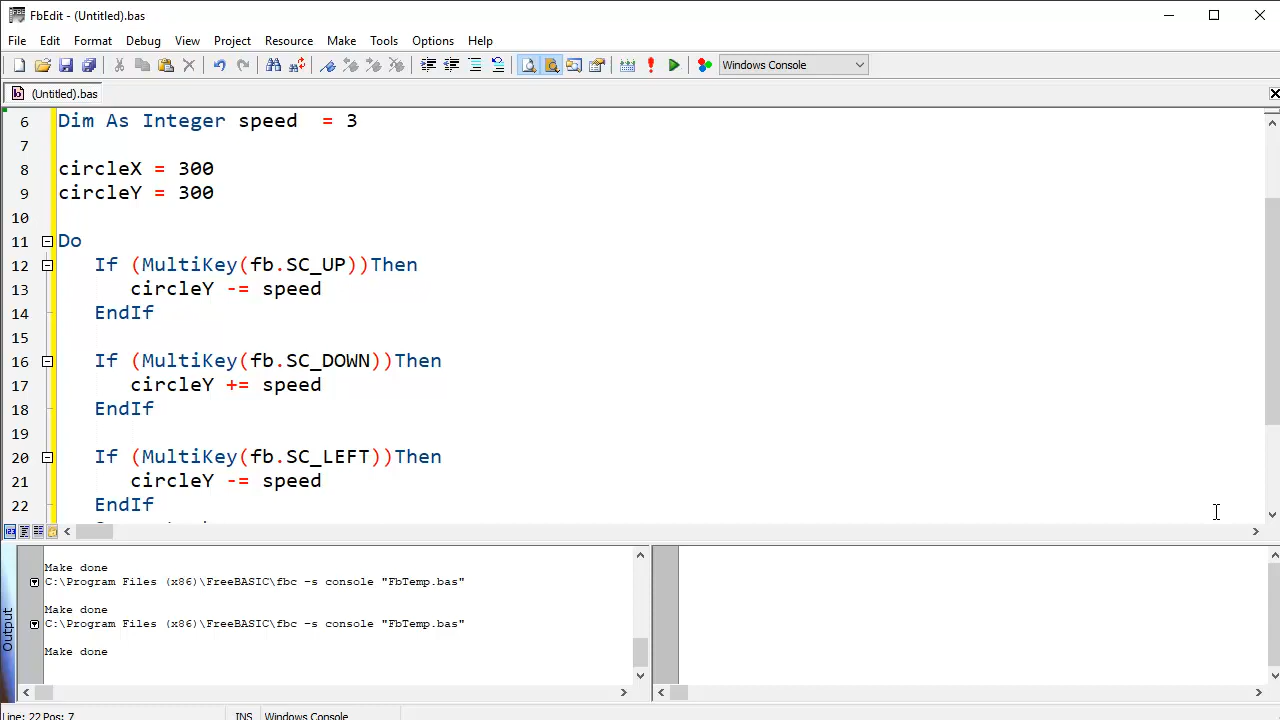 FbEdit - (Untitled).bas
File Edit Format Debug View Project Resource Make Tools Options Help
Windows Console
(Untitled).bas
6 Dim As Integer speed  = 3
7
8 circleX = 300
9 circleY = 300
10
11 Do
12 If (MultiKey(fb.SC_UP))Then
13 circleY -= speed
14 EndIf
15
16 If (MultiKey(fb.SC_DOWN))Then
17 circleY += speed
18 EndIf
19
20 If (MultiKey(fb.SC_LEFT))Then
21 circleY -= speed
22 EndIf
Output
Make done
C:\Program Files (x86)\FreeBASIC\fbc -s console "FbTemp.bas"
Make done
C:\Program Files (x86)\FreeBASIC\fbc -s console "FbTemp.bas"
Make done
Line: 22 Pos: 7 INS Windows Console